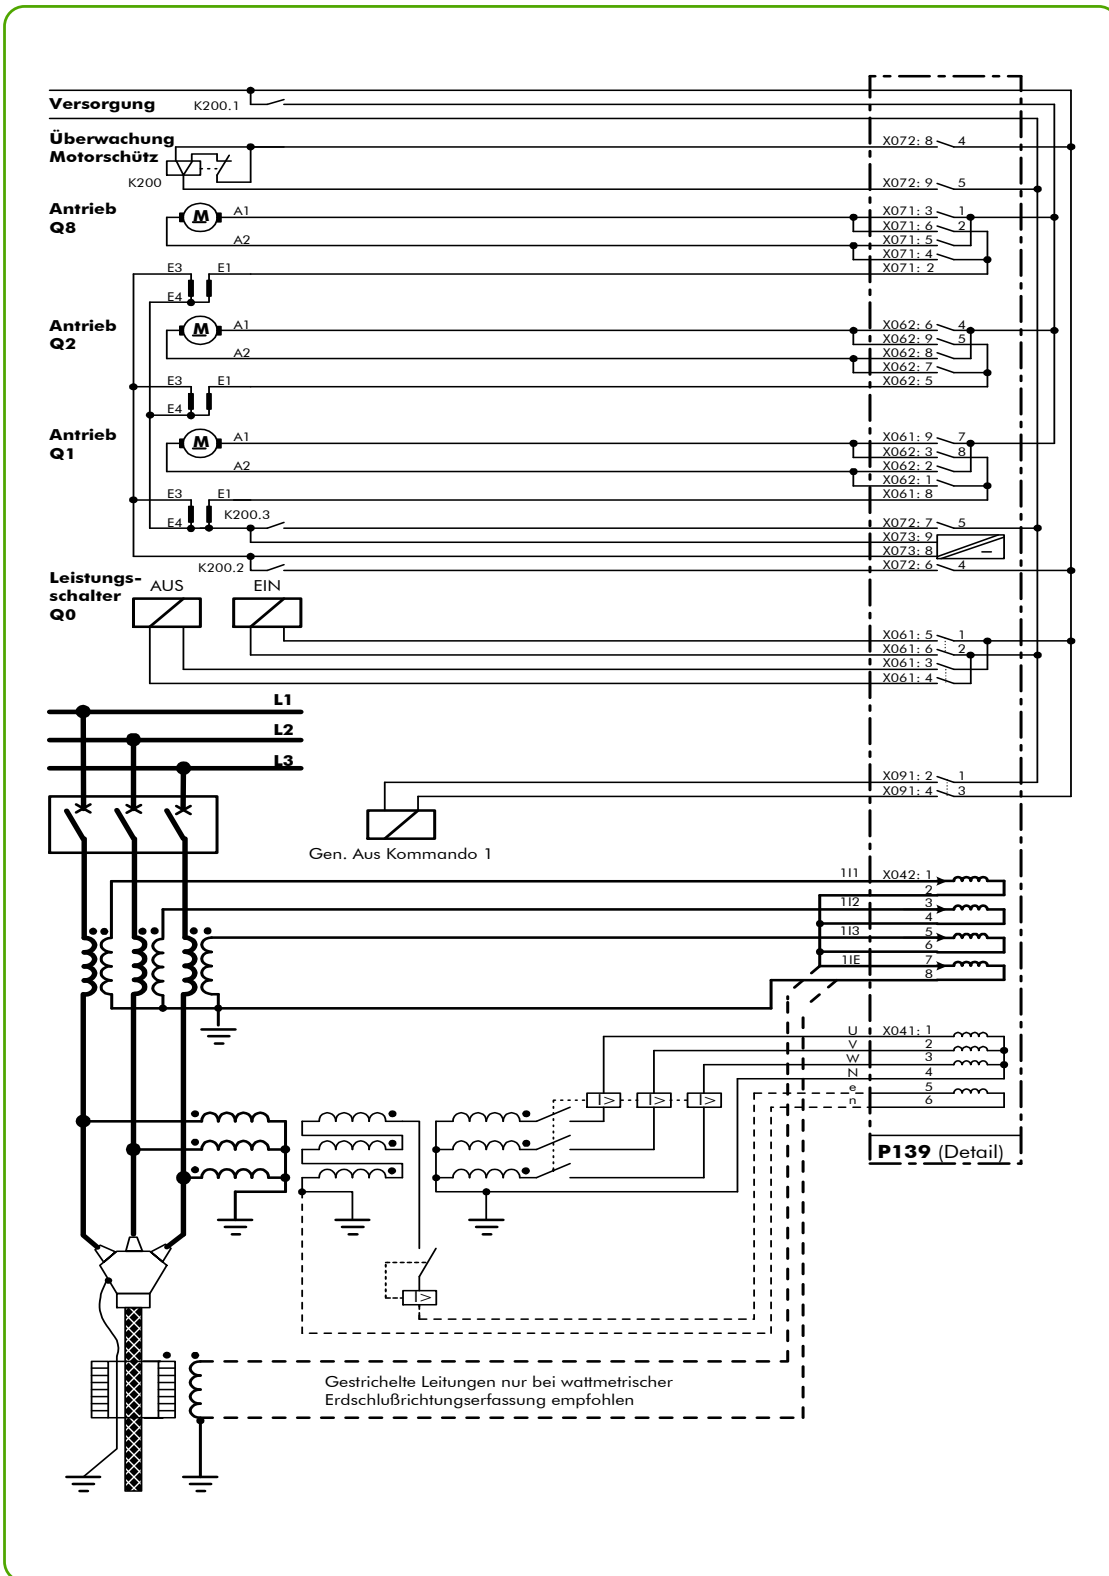 Versorgung K200.1
Überwachung
Motorschütz
X072: 8 4
K200
X072: 9 5
Antrieb
Q8
M A1 X071: 3 1
X071: 6 2
A2 X071: 5
X071: 4
E3 E1 X071: 2
E4
Antrieb
Q2
M A1 X062: 6 4
X062: 9 5
A2 X062: 8
X062: 7
E3 E1 X062: 5
E4
Antrieb
Q1
M A1 X061: 9 7
X062: 3 8
A2 X062: 2
X062: 1
E3 E1 X061: 8
K200.3
E4 X072: 7 5
X073: 9
X073: 8
K200.2 X072: 6 4
Leistungs-
schalter
Q0
AUS EIN
X061: 5 1
X061: 6 2
X061: 3
X061: 4
L1
L2
L3
X091: 2 1
X091: 4 3
Gen. Aus Kommando 1
1I1 X042: 1
2
1I2 3
4
1I3 5
6
1IE 7
8
U X041: 1
V 2
W 3
N 4
e 5
n 6
I> I> I>
P139 (Detail)
I>
Gestrichelte Leitungen nur bei wattmetrischer
Erdschlußrichtungserfassung empfohlen